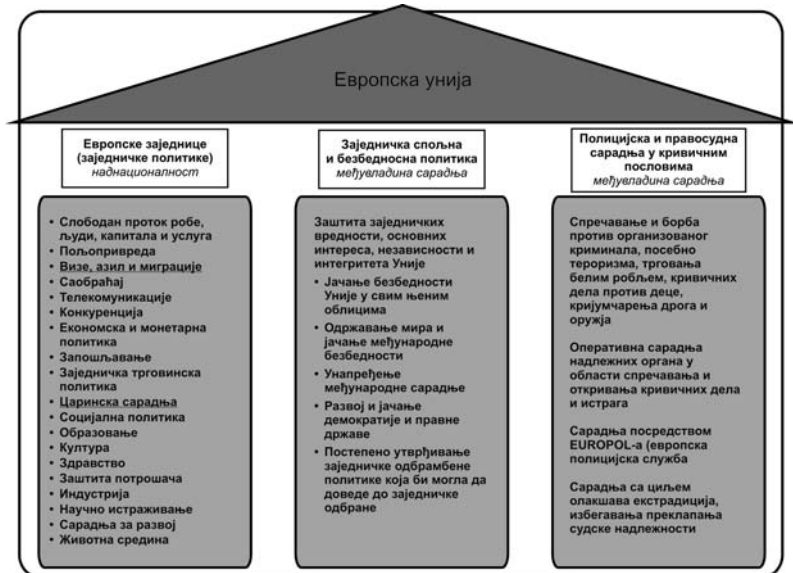 Европска унија
Европске заједнице
(заједничке политике)
наднационалност
• Слободан проток робе,
људи, капитала и услуга
• Пољопривреда
• Визе, азил и миграције
• Саобраћај
• Телекомуникације
• Конкуренција
• Економска и монетарна
политика
• Запошљавање
• Заједничка трговинска
политика
• Царинска сарадња
• Социјална политика
• Образовање
• Култура
• Здравство
• Заштита потрошача
• Индустрија
• Научно истраживање
• Сарадња за развој
• Животна средина
Заједничка спољна
и безбедносна политика
међувладина сарадња
Заштита заједничких
вредности, основних
интереса, независности и
интегритета Уније
• Јачање безбедности
Уније у свим њеним
облицима
• Одржавање мира и
јачање међународне
безбедности
• Унапређење
међународне сарадње
• Развој и јачање
демократије и правне
државе
• Постепено утврђивање
заједничке одбрамбене
политике која би могла да
доведе до заједничке
одбране
Полицијска и правосудна
сарадња у кривичним
пословима
међувладина сарадња
Спречавање и борба
против организованог
криминала, посебно
тероризма, трговања
белим робљем, кривичних
дела против деце,
кријумчарења дрога и
оружја
Оперативна сарадња
надлежних органа у
области спречавања и
откривања кривичних дела
и истрага
Сарадња посредством
EUROPOL-а (европска
полицијска служба
Сарадња са циљем
олакшава екстрадиција,
избегавања преклапања
судске надлежности